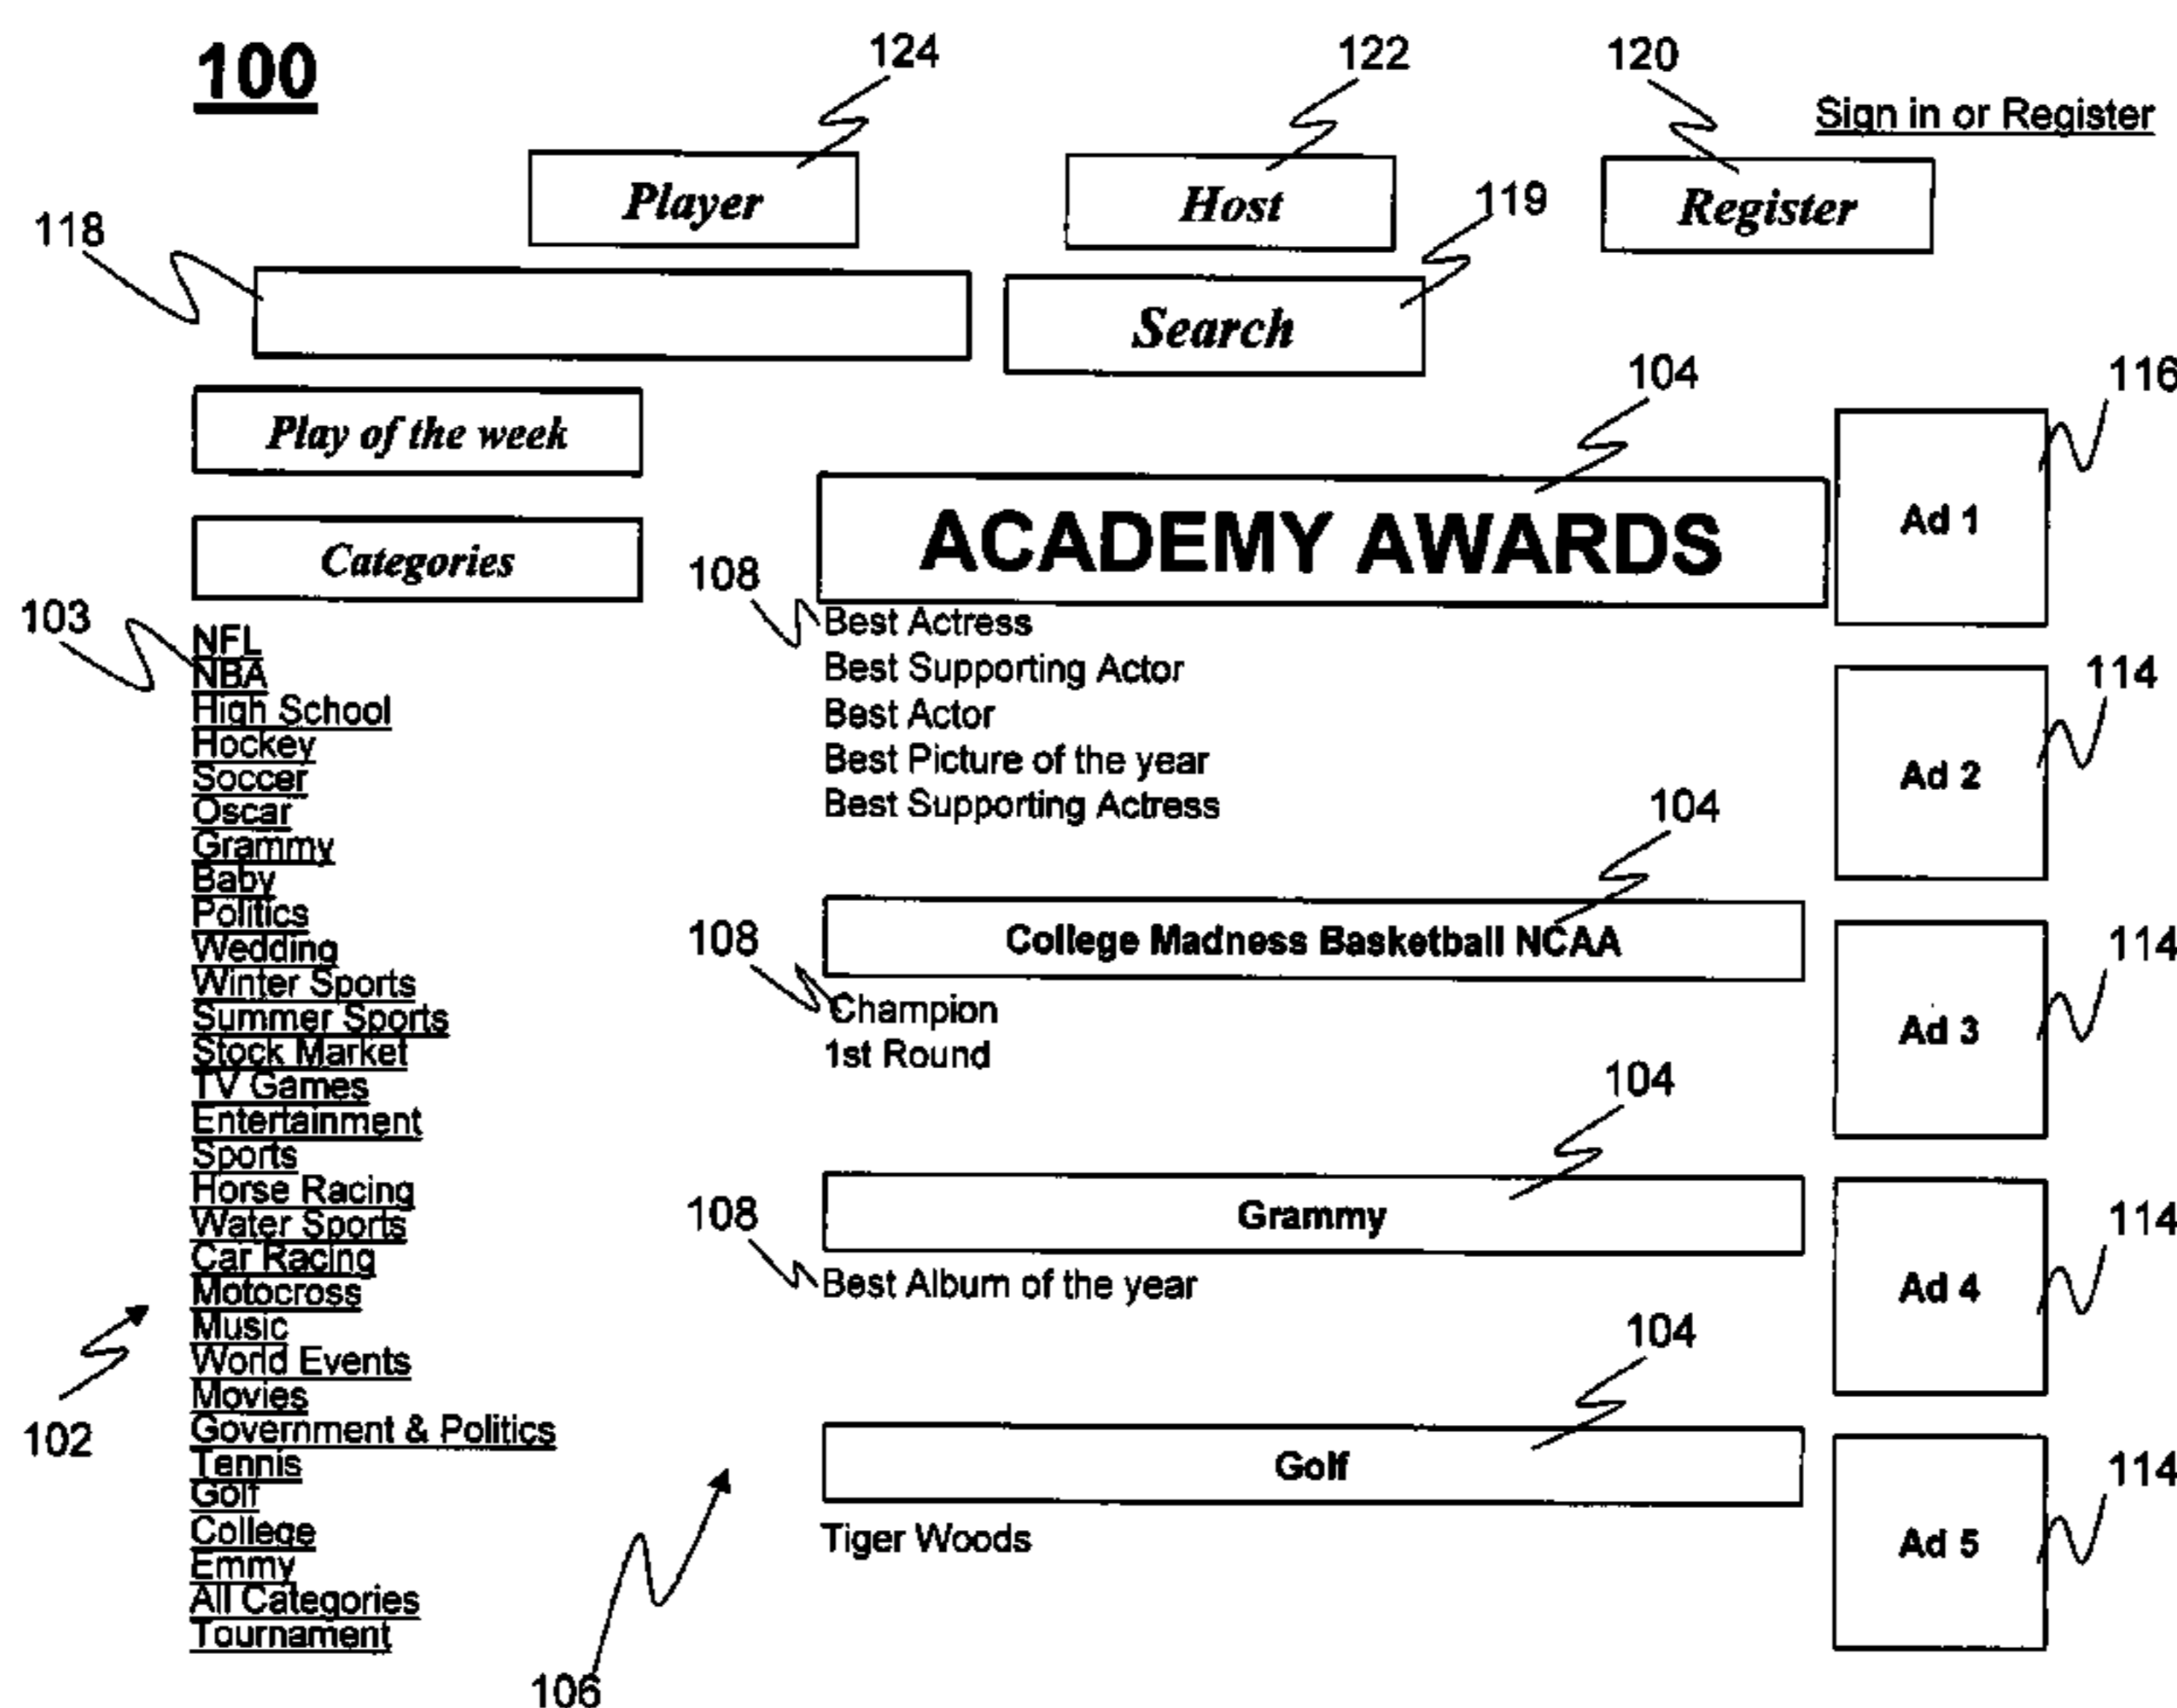 100
124
122
120
Sign in or Register
Player
Host
Register
118
119
Search
104
116
Play of the week
ACADEMY AWARDS
Ad 1
Categories
108
103
NFL
NBA
High School
Hockey
Soccer
Oscar
Grammy
Baby
Politics
Wedding
Winter Sports
Summer Sports
Stock Market
TV Games
Entertainment
Sports
Horse Racing
Water Sports
Car Racing
Motocross
Music
World Events
Movies
Government & Politics
Tennis
Golf
College
Emmy
All Categories
Tournament
102
Best Actress
Best Supporting Actor
Best Actor
Best Picture of the year
Best Supporting Actress
114
Ad 2
104
College Madness Basketball NCAA
108
Champion
1st Round
114
Ad 3
104
Grammy
108
Best Album of the year
114
Ad 4
104
Golf
Tiger Woods
114
Ad 5
106